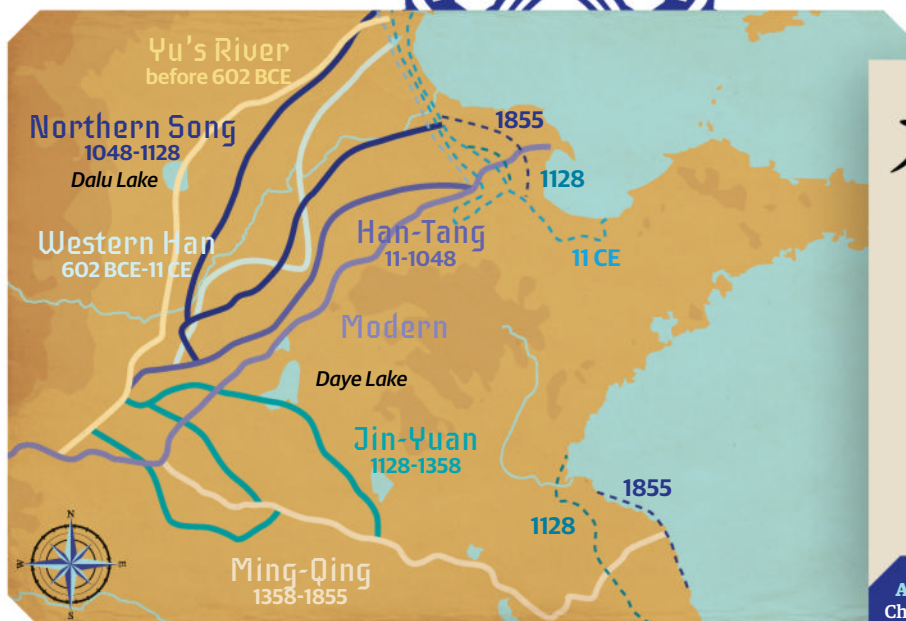 Yu's River
before 602 BCE
Northern Song
1048-1128
Dalu Lake
Western Han
602 BCE-11 CE
1855
1128
11 CE
Han-Tang
11-1048
Modern
Daye Lake
Jin-Yuan
1128-1358
1855
1128
Ming-Qing
1358-1855
N
W
E
S
A
Ch